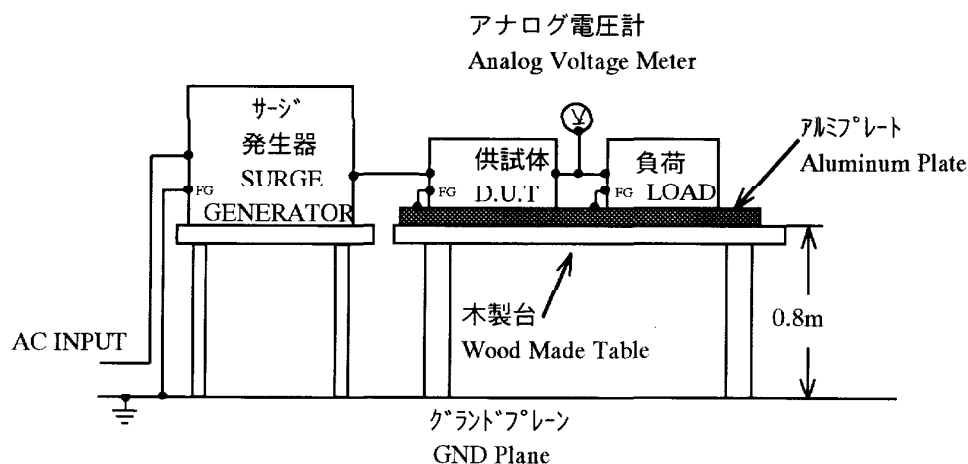 アナログ電圧計
Analog Voltage Meter
サージ
発生器
SURGE
GENERATOR
FG
V
供試体
D.U.T
FG
負荷
LOAD
FG
アルミプレート
Aluminum Plate
AC INPUT
木製台
Wood Made Table
0.8m
グランドプレーン
GND Plane